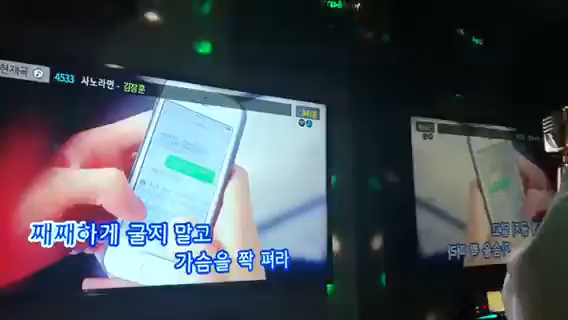 현재곡 4533 사노라면 - 김장훈
째째하게 굴지 말고
가슴을 쫙 펴라